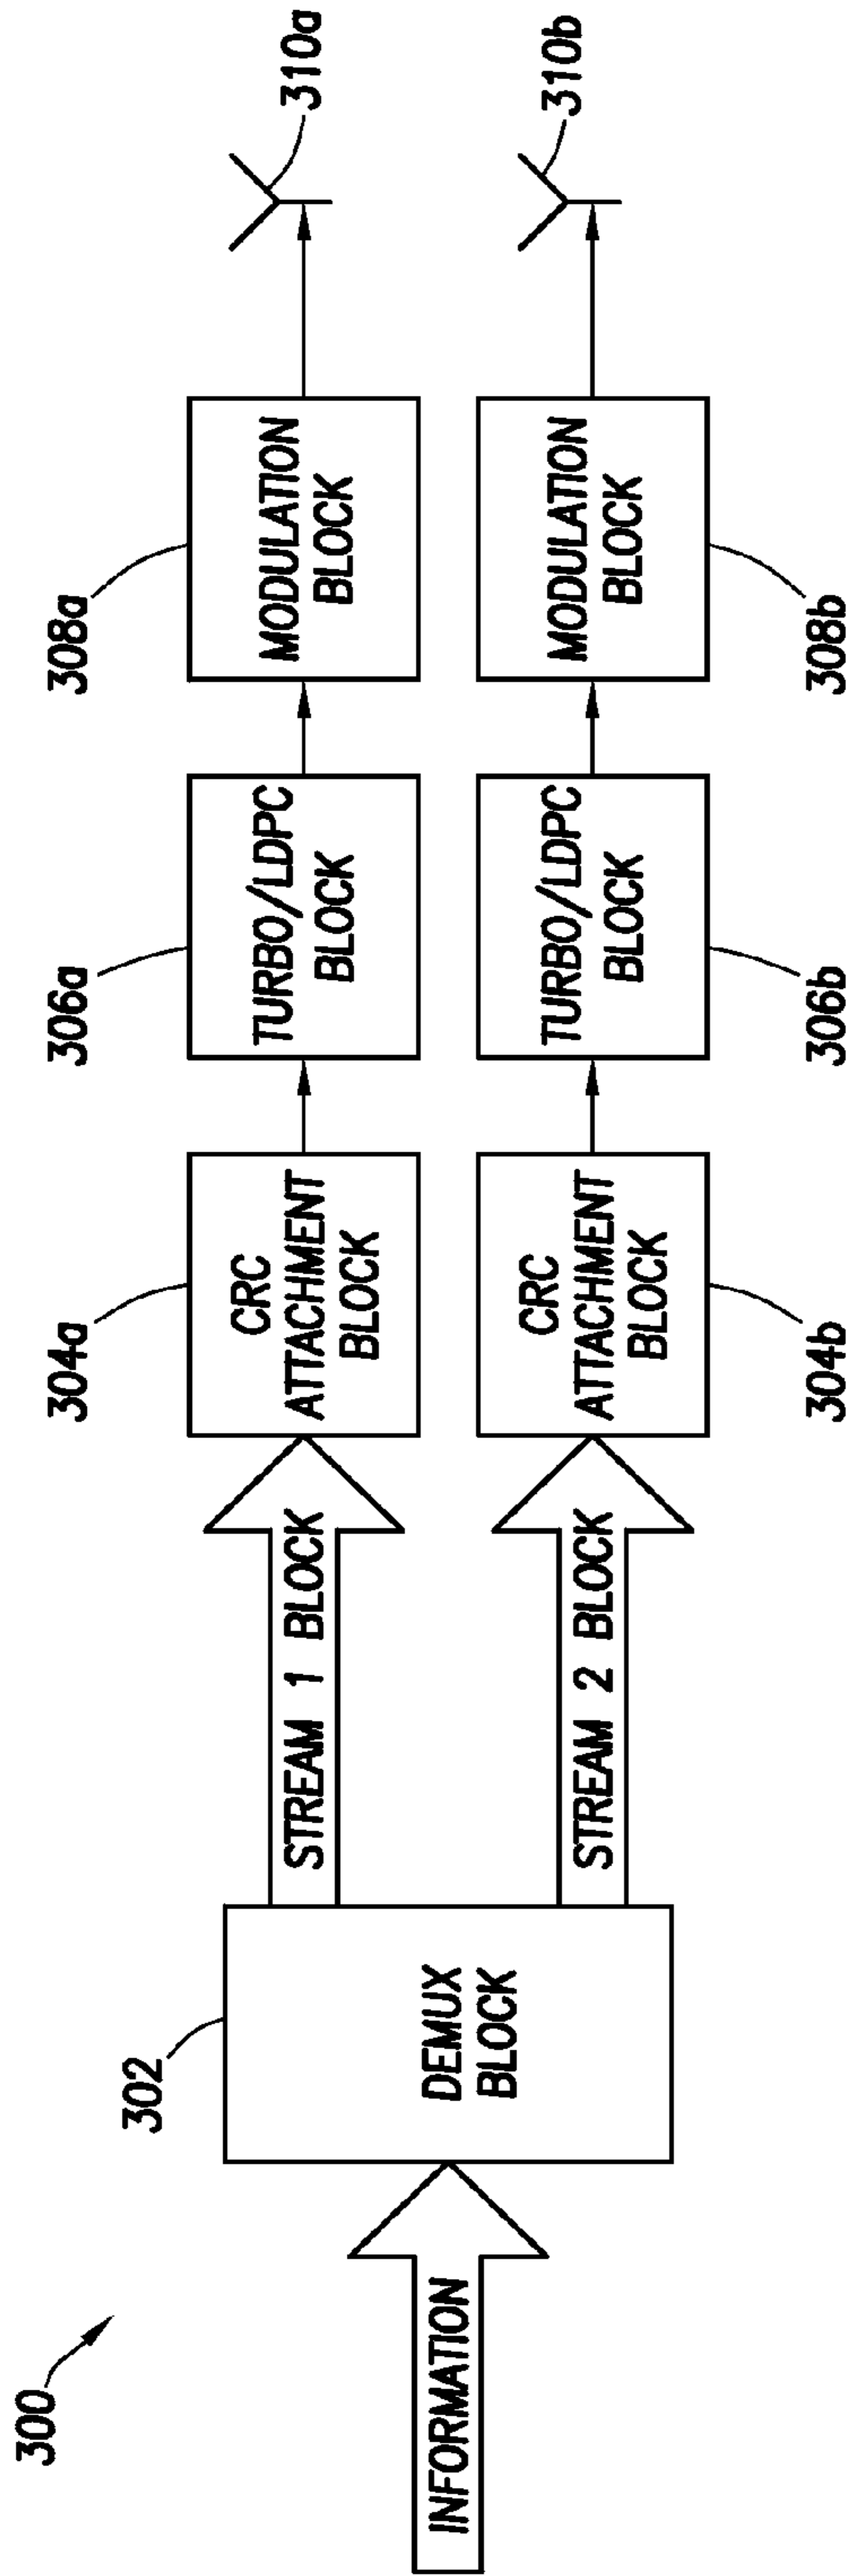 300
INFORMATION
302
DEMUX
BLOCK
STREAM 1 BLOCK
304a
CRC
ATTACHMENT
BLOCK
306a
TURBO/LDPC
BLOCK
308a
MODULATION
BLOCK
310a
STREAM 2 BLOCK
CRC
ATTACHMENT
BLOCK
304b
TURBO/LDPC
BLOCK
306b
MODULATION
BLOCK
308b
310b